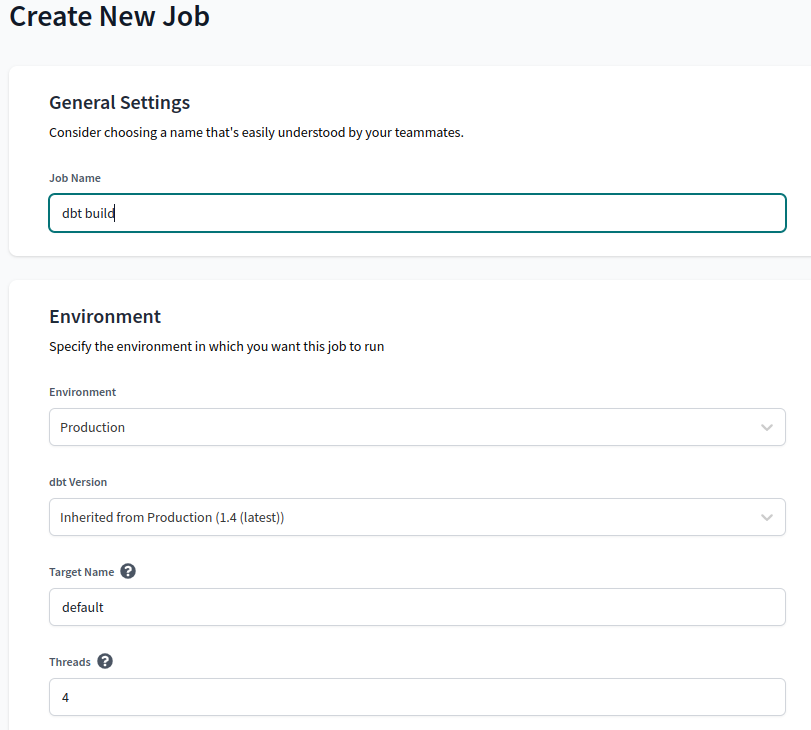 Create New Job
General Settings
Consider choosing a name that's easily understood by your teammates.
Job Name
dbt build
Environment
Specify the environment in which you want this job to run
Environment
Production
dbt Version
Inherited from Production (1.4 (latest))
Target Name ?
default
Threads ?
4